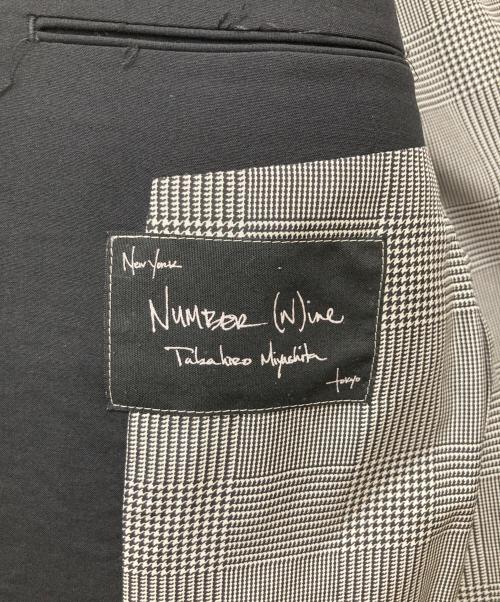 New York
NUMBER (N)ine
Takahiro Miyashita
tokyo